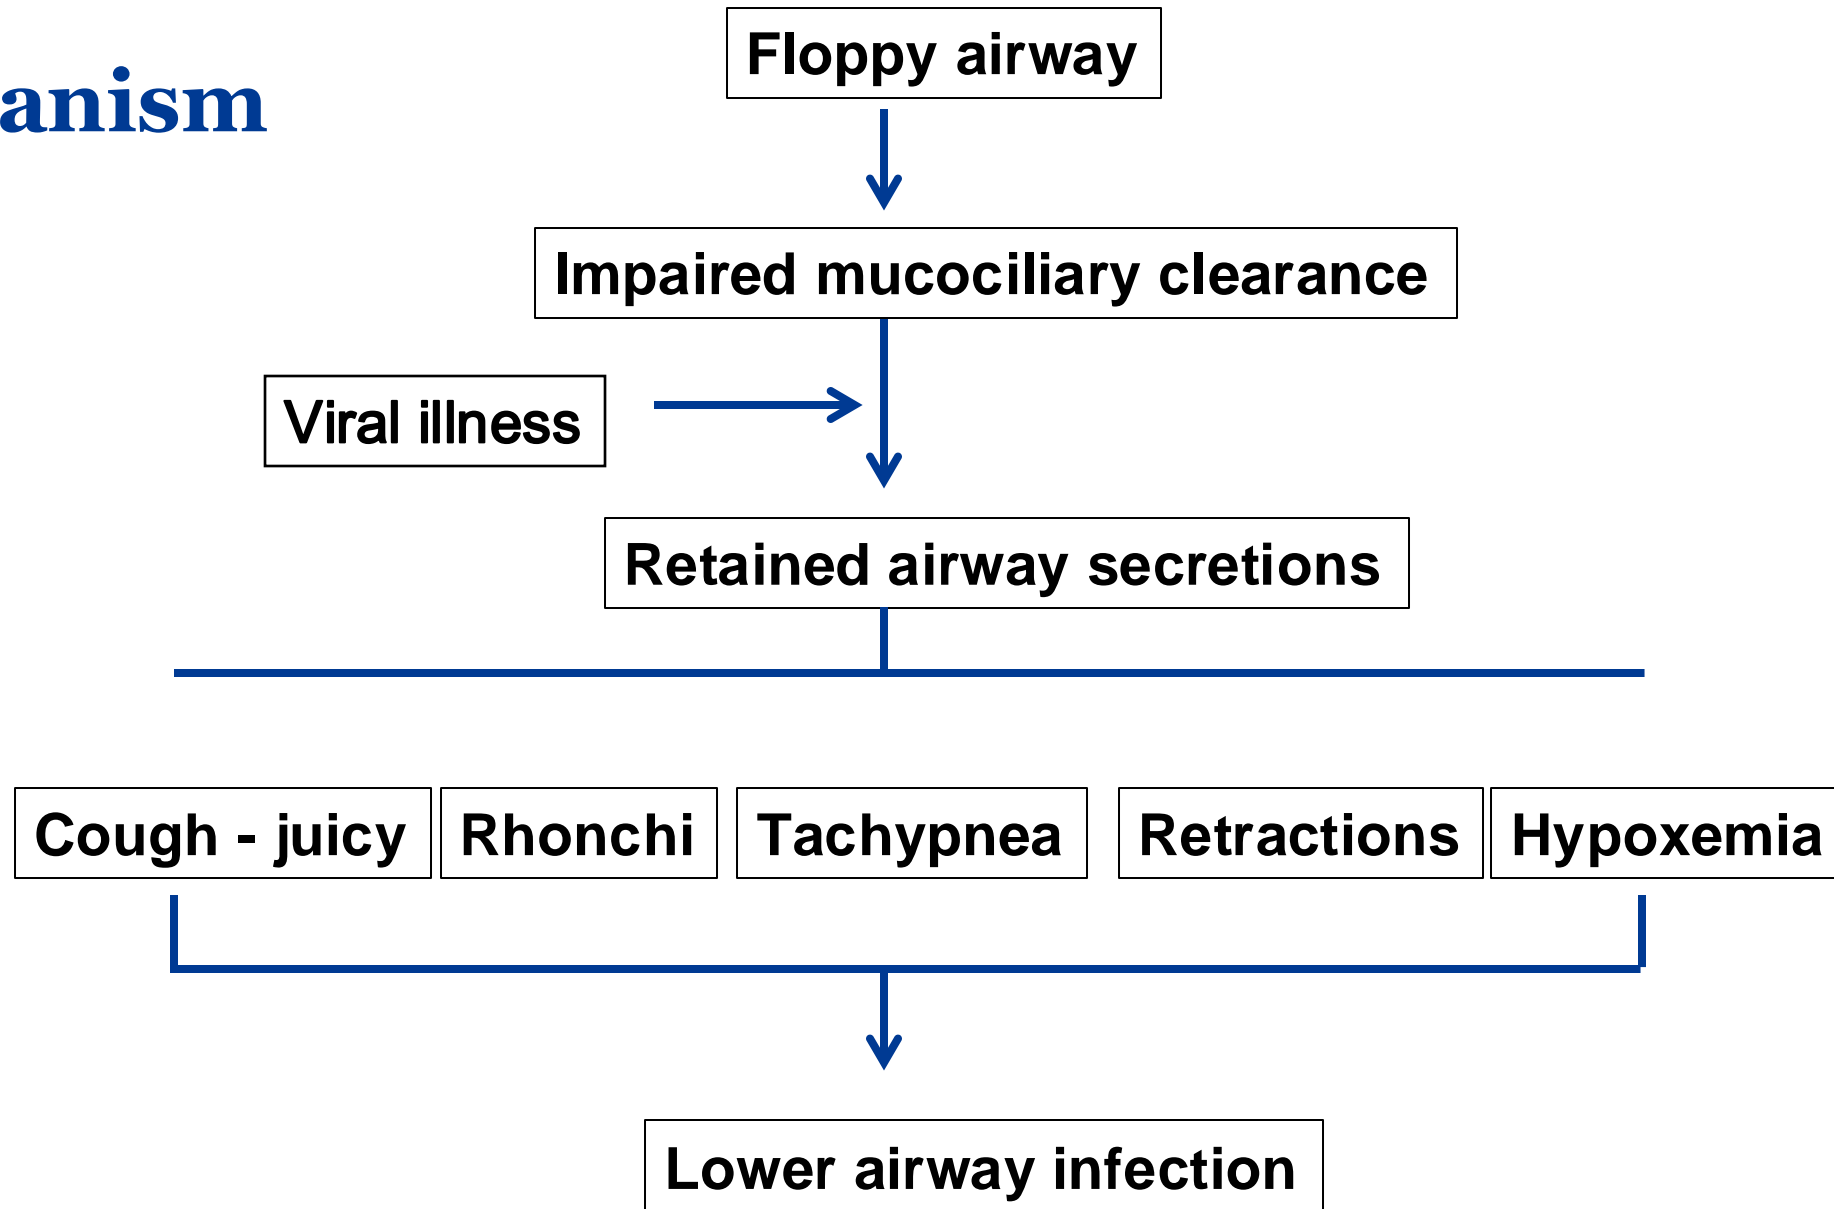 Floppy airway
anism
Impaired mucociliary clearance
Viral illness
Retained airway secretions
Cough - juicy
Rhonchi
Tachypnea
Retractions
Hypoxemia
Lower airway infection